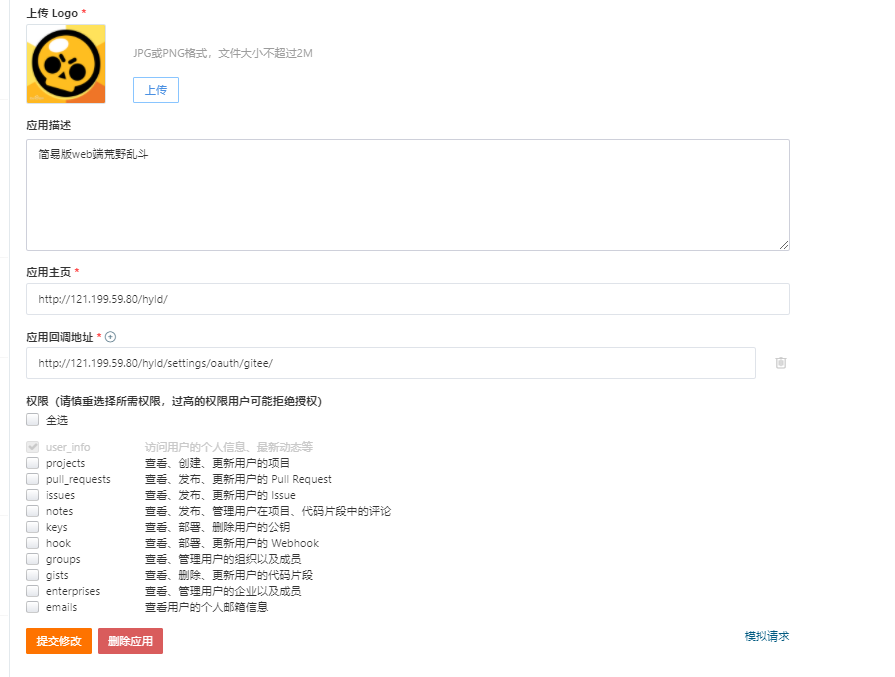 上传 Logo *
JPG或PNG格式，文件大小不超过2M
上传
应用描述
简易版web端荒野乱斗
应用主页 *
http://121.199.59.80/hyld/
应用回调地址 *
http://121.199.59.80/hyld/settings/oauth/gitee/
权限（请慎重选择所需权限，过高的权限用户可能拒绝授权）
全选
user_info 访问用户的个人信息、最新动态等
projects 查看、创建、更新用户的项目
pull_requests 查看、发布、更新用户的 Pull Request
issues 查看、发布、更新用户的 Issue
notes 查看、发布、管理用户在项目、代码片段中的评论
keys 查看、部署、删除用户的公钥
hook 查看、部署、更新用户的 Webhook
groups 查看、管理用户的组织以及成员
gists 查看、删除、更新用户的代码片段
enterprises 查看、管理用户的企业以及成员
emails 查看用户的个人邮箱信息
提交修改 删除应用 模拟请求